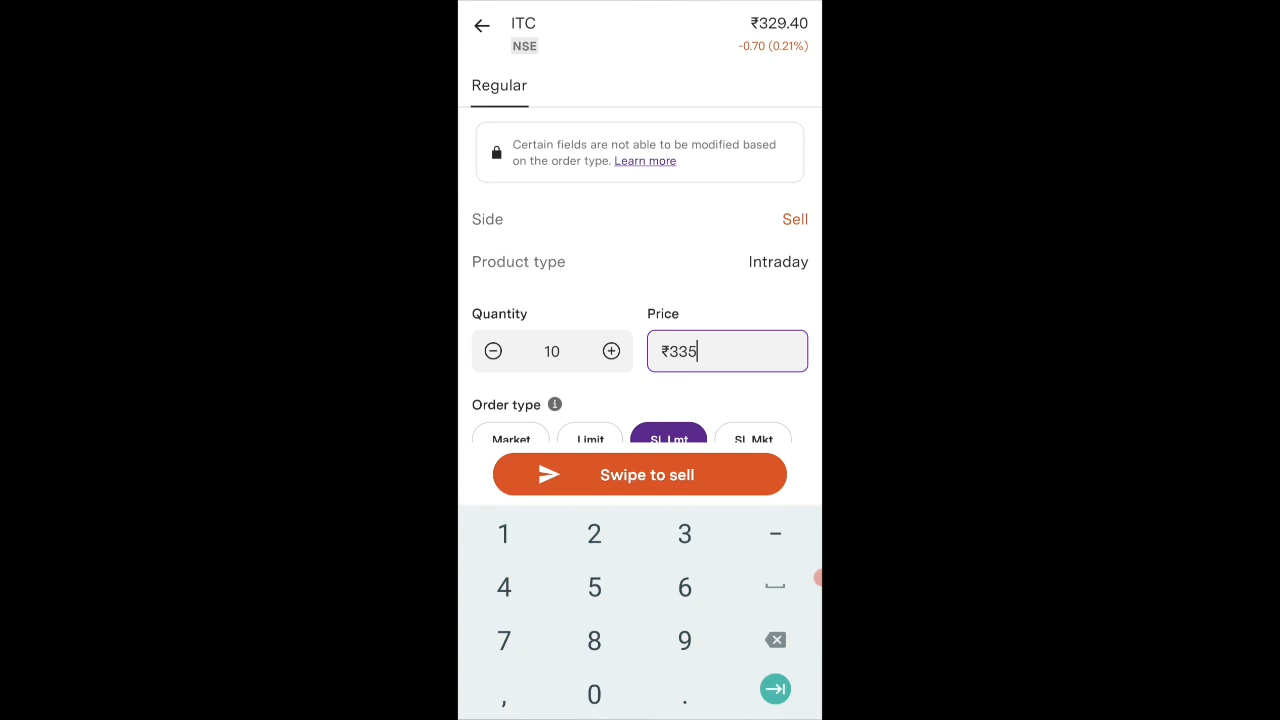 ITC
₹329.40
NSE
-0.70 (0.21%)
Regular
Certain fields are not able to be modified based
on the order type. Learn more
Side
Sell
Product type
Intraday
Quantity
Price
10
₹335
Order type
Market
Limit
SL Lmt
SL Mkt
Swipe to sell
1 2 3 -
4 5 6
7 8 9
, 0 .